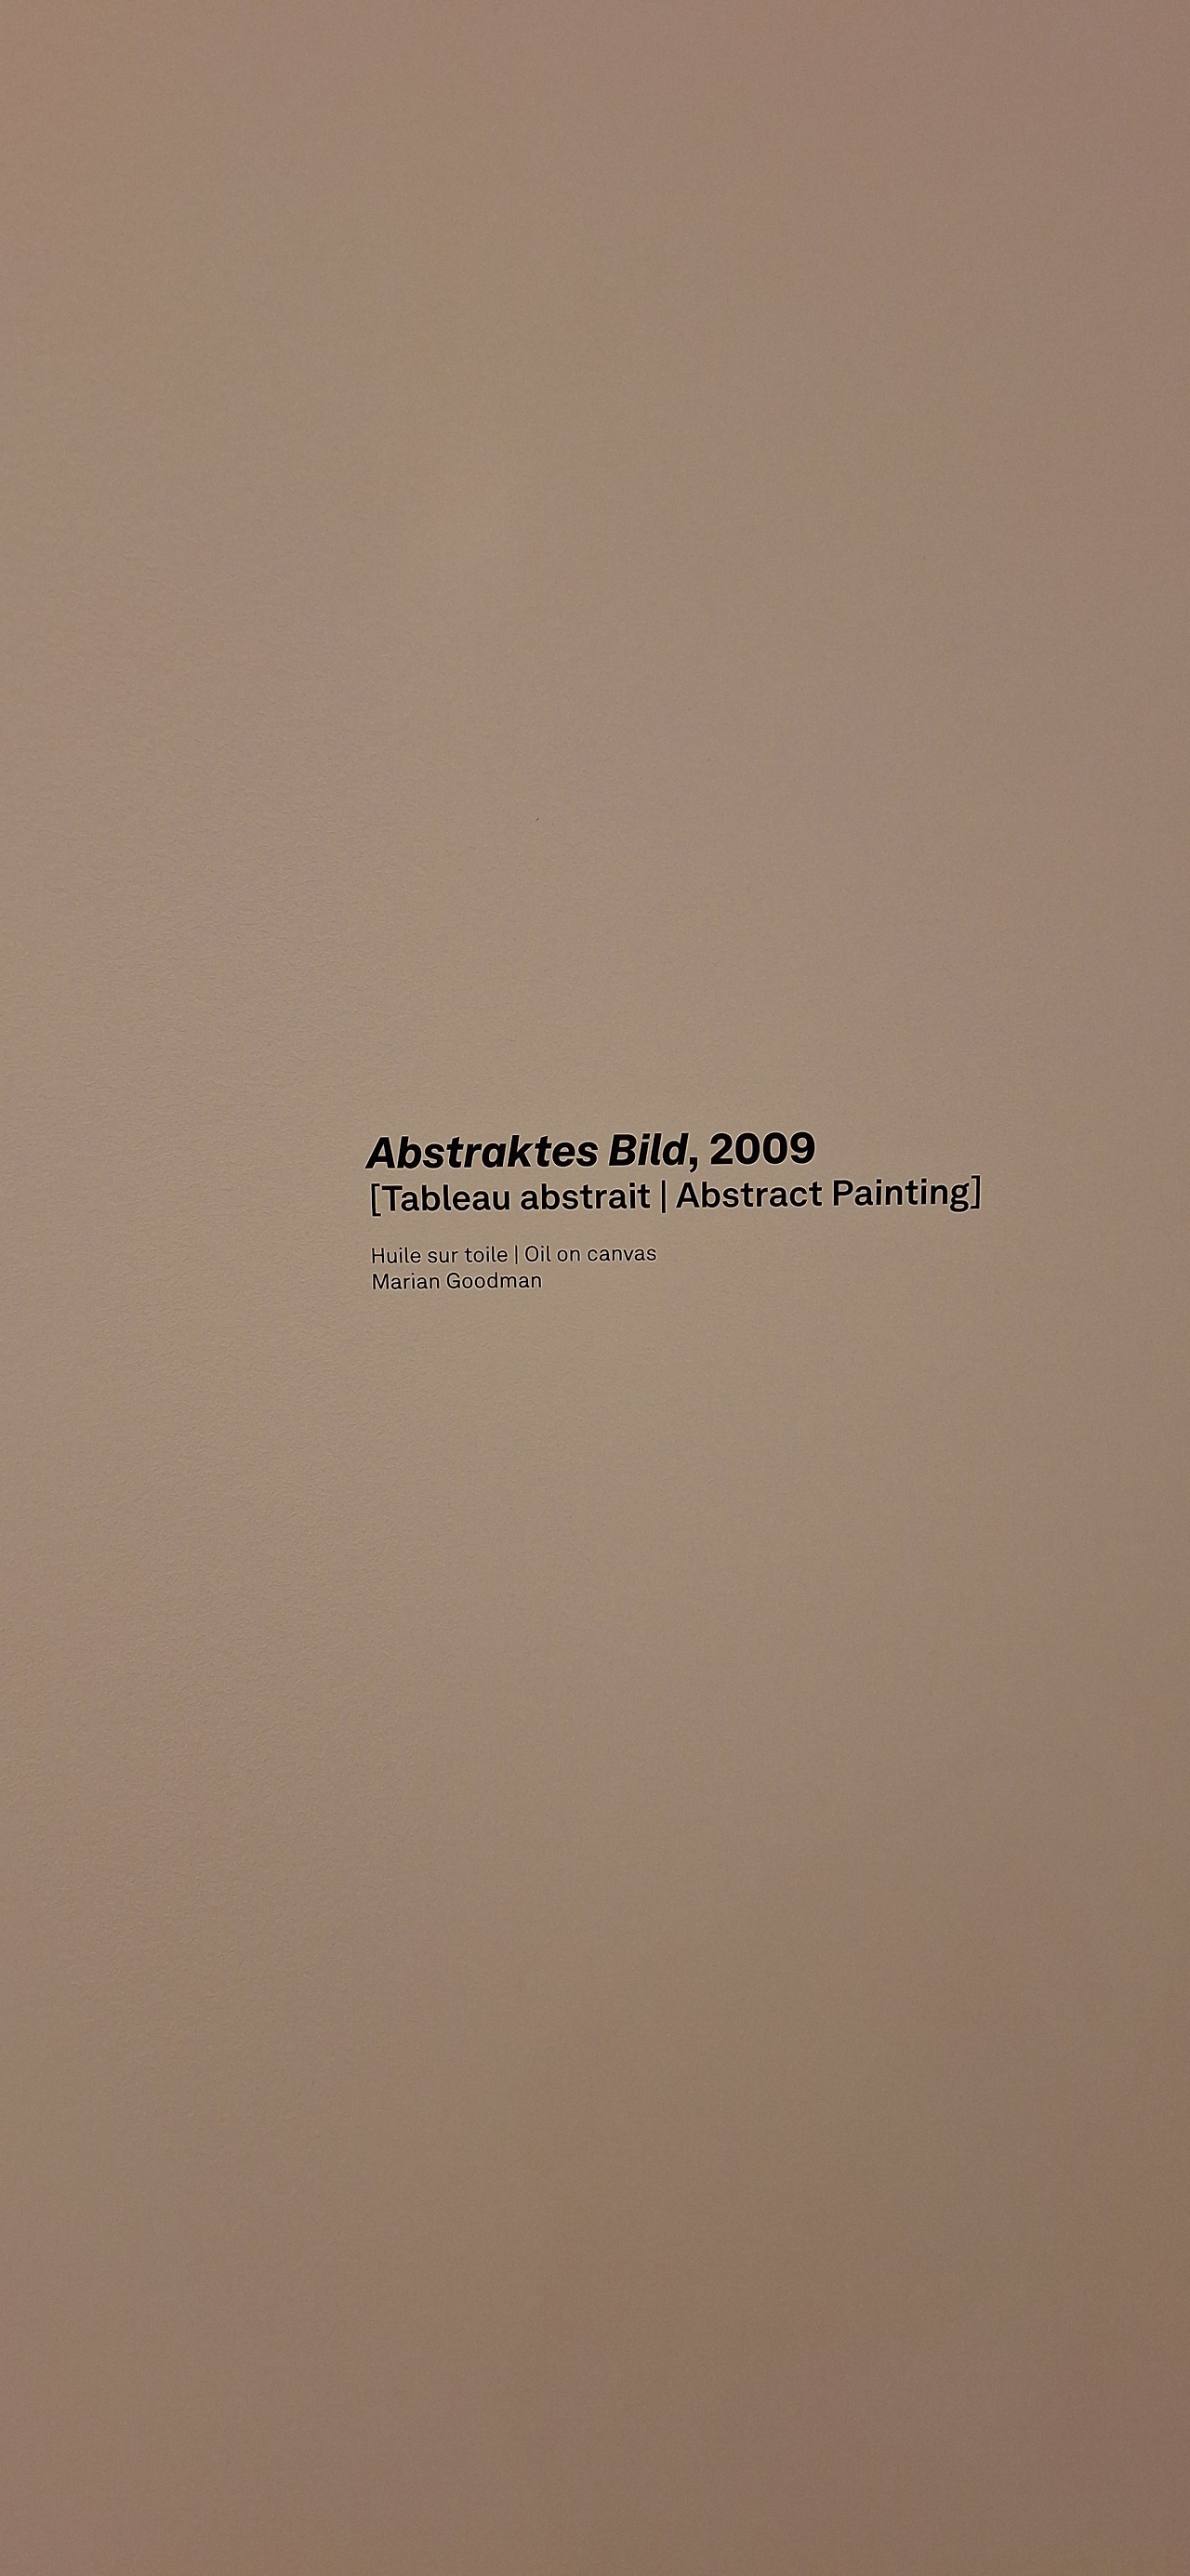 Abstraktes Bild, 2009
[Tableau abstrait | Abstract Painting]
Huile sur toile | Oil on canvas
Marian Goodman